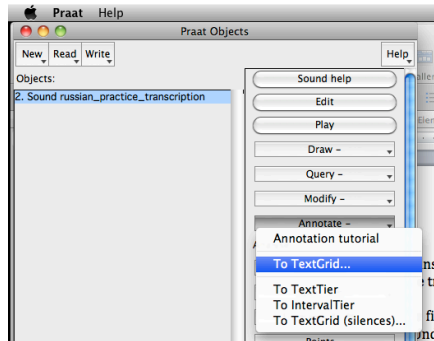 Praat Help
Praat Objects
New Read Write Help
Objects:
2. Sound russian_practice_transcription
Sound help
Edit
Play
Draw –
Query –
Modify –
Annotate –
Annotation tutorial
To TextGrid...
To TextTier
To IntervalTier
To TextGrid (silences)...